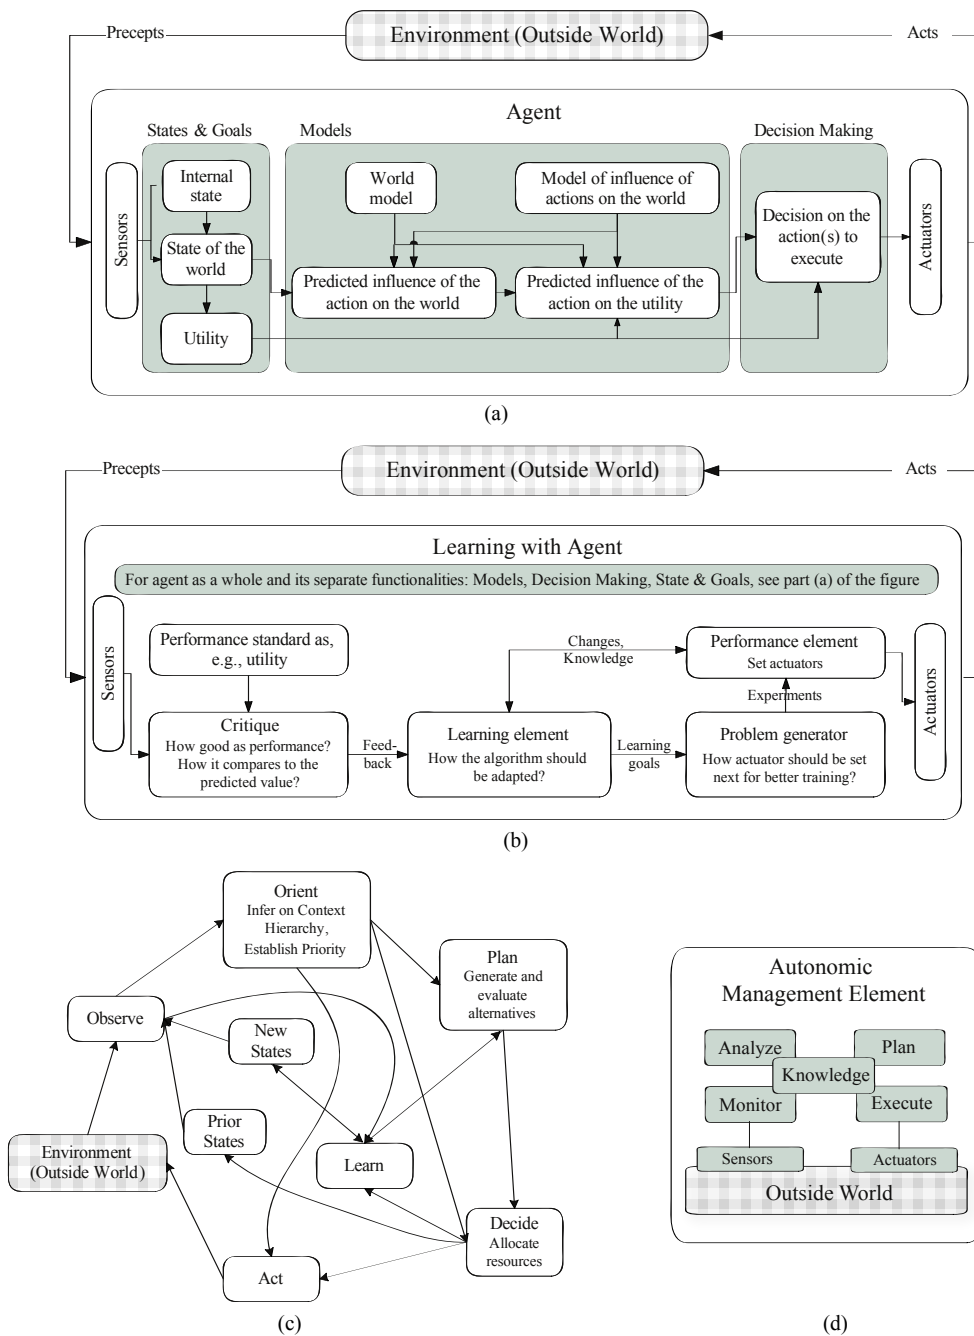 Precepts
Environment (Outside World)
Acts
Agent
States & Goals
Models
Decision Making
Sensors
Internal
state
State of the
world
Utility
World
model
Model of influence of
actions on the world
Predicted influence of the
action on the world
Predicted influence of the
action on the utility
Decision on the
action(s) to
execute
Actuators
(a)
Precepts
Environment (Outside World)
Acts
Learning with Agent
For agent as a whole and its separate functionalities: Models, Decision Making, State & Goals, see part (a) of the figure
Sensors
Performance standard as,
e.g., utility
Changes,
Knowledge
Performance element
Set actuators
Actuators
Experiments
Critique
How good as performance?
How it compares to the
predicted value?
Feed-
back
Learning element
How the algorithm should
be adapted?
Learning
goals
Problem generator
How actuator should be set
next for better training?
(b)
Orient
Infer on Context
Hierarchy,
Establish Priority
Plan
Generate and
evaluate
alternatives
Observe
New
States
Prior
States
Environment
(Outside World)
Learn
Decide
Allocate
resources
Act
(c)
Autonomic
Management Element
Analyze
Plan
Knowledge
Monitor
Execute
Sensors
Actuators
Outside World
(d)